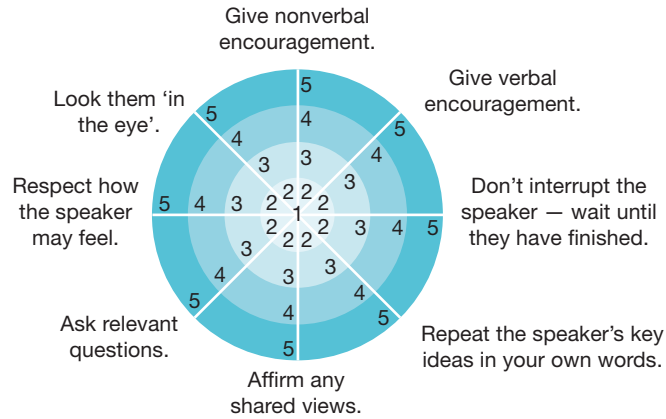 Give nonverbal
encouragement.
Give verbal
encouragement.
Look them ‘in
the eye’.
Respect how
the speaker
may feel.
Don’t interrupt the
speaker — wait until
they have finished.
Ask relevant
questions.
Repeat the speaker’s key
ideas in your own words.
Affirm any
shared views.
5
4
3
2
5
4
3
2
5
4
3
2
5
4
3
2
5
4
3
2
5
4
3
2
5
4
3
2
5
4
3
2
1